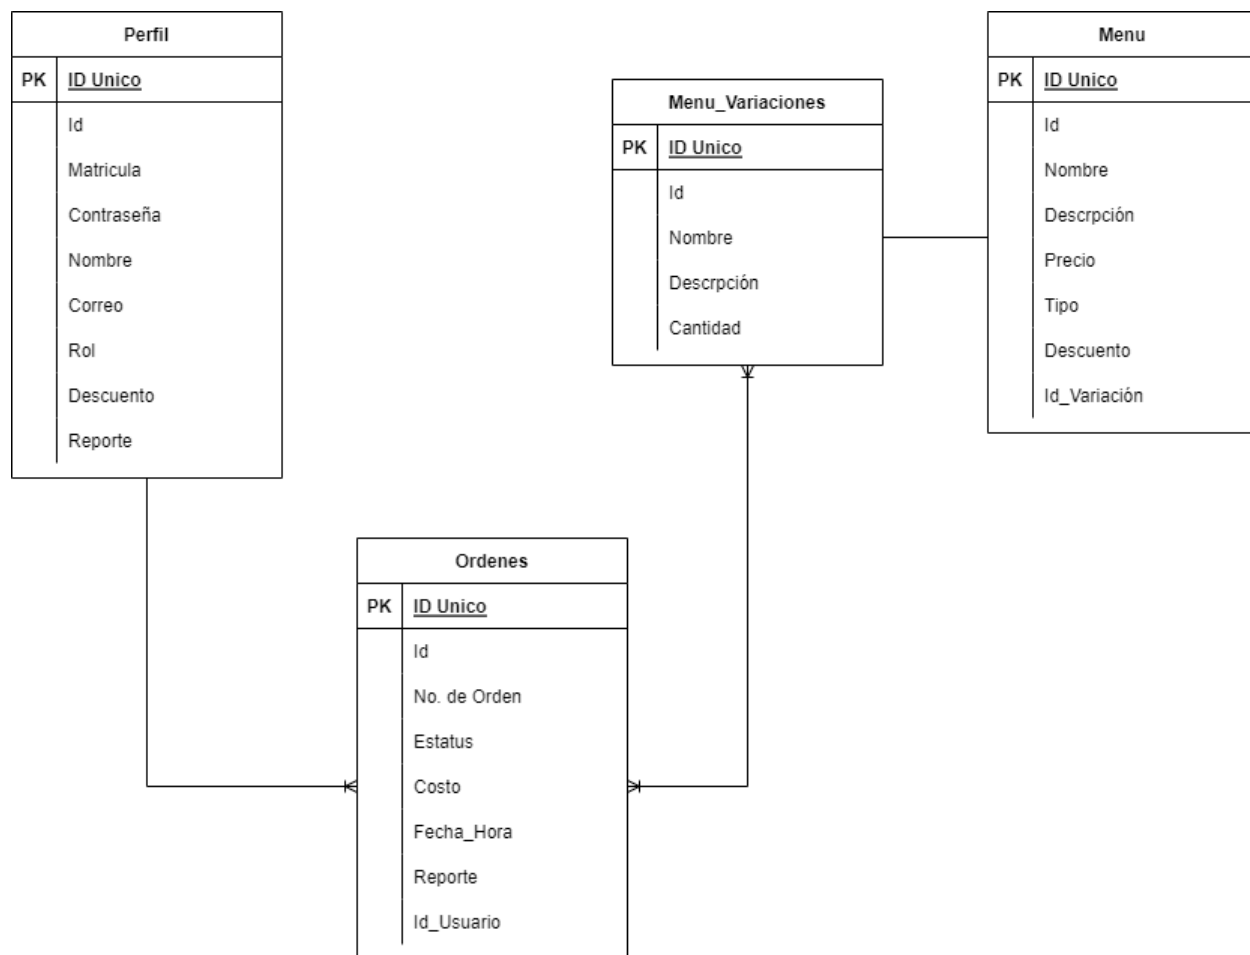 Perfil
PK ID Unico
Id
Matricula
Contraseña
Nombre
Correo
Rol
Descuento
Reporte
Menu_Variaciones
PK ID Unico
Id
Nombre
Descrpción
Cantidad
Menu
PK ID Unico
Id
Nombre
Descrpción
Precio
Tipo
Descuento
Id_Variación
Ordenes
PK ID Unico
Id
No. de Orden
Estatus
Costo
Fecha_Hora
Reporte
Id_Usuario